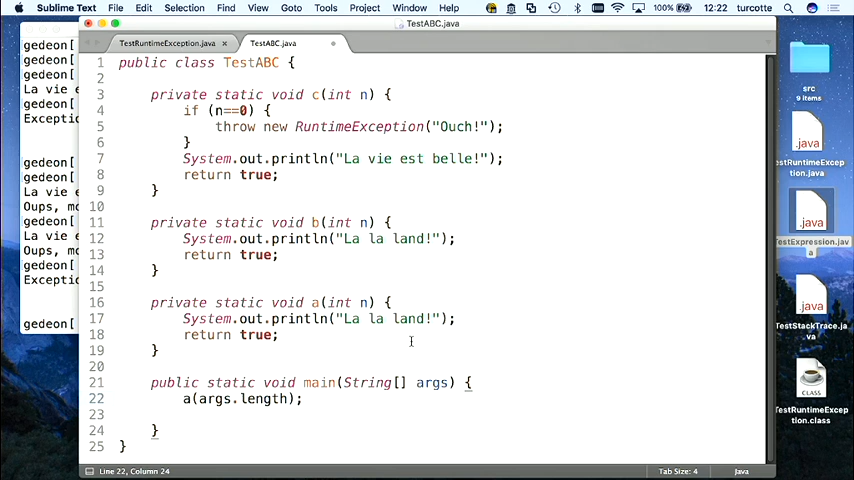 Sublime Text File Edit Selection Find View Goto Tools Project Window Help 100% 12:22 turcotte
TestABC.java
TestRuntimeException.java × TestABC.java
1 public class TestABC {
2
3 private static void c(int n) {
4 if (n==0) {
5 throw new RuntimeException("Ouch!");
6 }
7 System.out.println("La vie est belle!");
8 return true;
9 }
10
11 private static void b(int n) {
12 System.out.println("La la land!");
13 return true;
14 }
15
16 private static void a(int n) {
17 System.out.println("La la land!");
18 return true;
19 }
20
21 public static void main(String[] args) {
22 a(args.length);
23
24 }
25 }
Line 22, Column 24 Tab Size: 4 Java
gedeon[
gedeon[
gedeon[
La vie e
gedeon[
Exceptio
gedeon[
gedeon[
La vie e
Oups, mo
gedeon[
La vie e
Oups, mo
gedeon[
Exceptio
gedeon[
src
9 items
.java
TestRuntimeExcep
tion.java
.java
TestExpression.jav
a
.java
TestStackTrace.ja
va
TestRuntimeExcep
tion.class